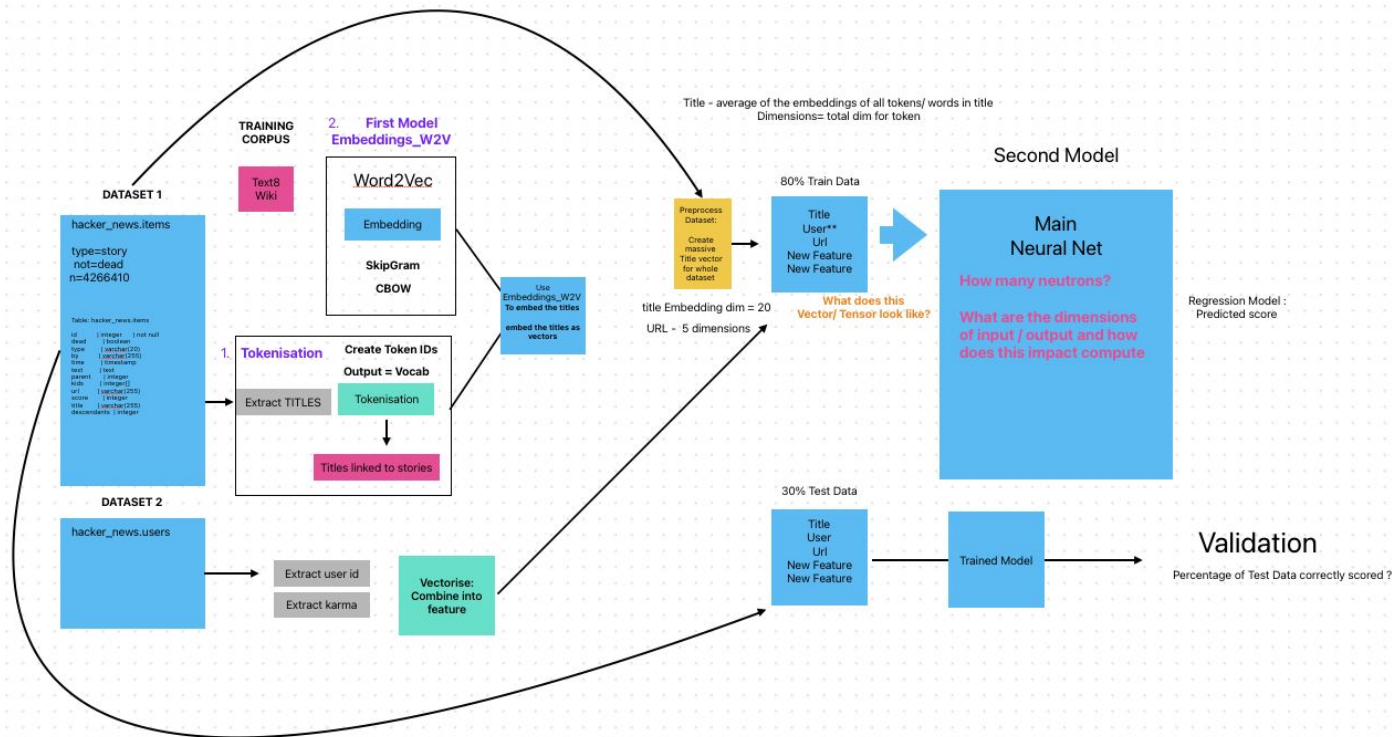 Title - average of the embeddings of all tokens/ words in title
Dimensions= total dim for token
TRAINING
CORPUS
Text8
Wiki
2. First Model
Embeddings_W2V
Word2Vec
Embedding
SkipGram
CBOW
DATASET 1
hacker_news.items
type=story
not=dead
n=4266410
Table: hacker_news.items
id | integer | not null
dead | boolean
type | varchar(20)
by | varchar(255)
time | timestamp
text | text
parent | integer
kids | integer[]
url | varchar(255)
score | integer
title | varchar(255)
descendants | integer
1. Tokenisation
Create Token IDs
Output = Vocab
Extract TITLES
Tokenisation
Titles linked to stories
Use
Embeddings_W2V
To embed the titles
embed the titles as
vectors
DATASET 2
hacker_news.users
Extract user id
Extract karma
Vectorise:
Combine into
feature
Preprocess
Dataset:
Create
massive
Title vector
for whole
dataset
title Embedding dim = 20
URL - 5 dimensions
80% Train Data
Title
User**
Url
New Feature
New Feature
What does this
Vector/ Tensor look like?
Second Model
Main
Neural Net
How many neutrons?
What are the dimensions
of input / output and how
does this impact compute
Regression Model :
Predicted score
30% Test Data
Title
User
Url
New Feature
New Feature
Trained Model
Validation
Percentage of Test Data correctly scored ?